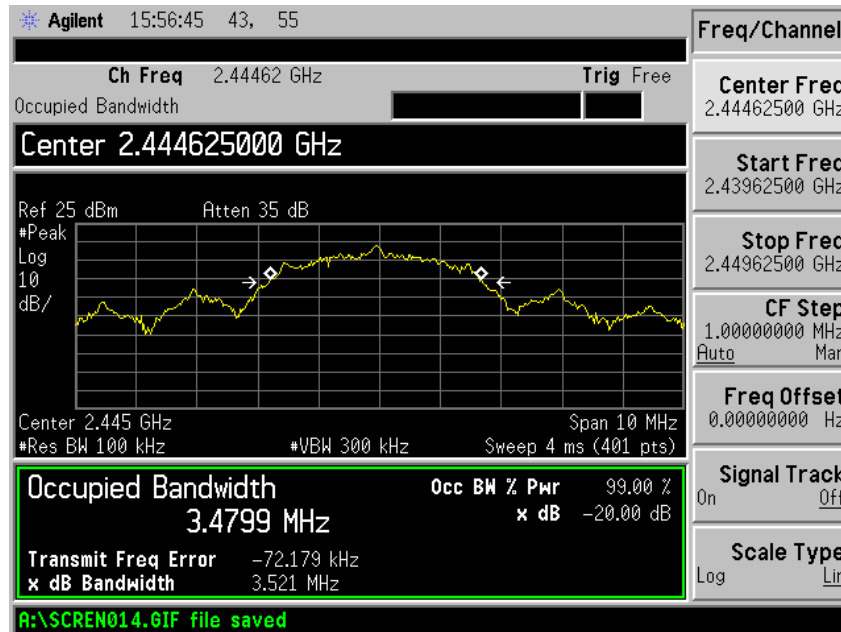 Agilent 15:56:45 43, 55
Freq/Channel
Ch Freq 2.44462 GHz Trig Free
Occupied Bandwidth
Center 2.444625000 GHz
Center Freq
2.44462500 GHz
Start Freq
2.43962500 GHz
Stop Freq
2.44962500 GHz
CF Step
1.00000000 MHz
Auto Man
Freq Offset
0.00000000 Hz
Signal Track
On Off
Scale Type
Log Lin
Ref 25 dBm Atten 35 dB
#Peak
Log
10
dB/
Center 2.445 GHz Span 10 MHz
#Res BW 100 kHz #VBW 300 kHz Sweep 4 ms (401 pts)
Occupied Bandwidth Occ BW % Pwr 99.00 %
3.4799 MHz x dB -20.00 dB
Transmit Freq Error -72.179 kHz
x dB Bandwidth 3.521 MHz
A:\SCREN014.GIF file saved